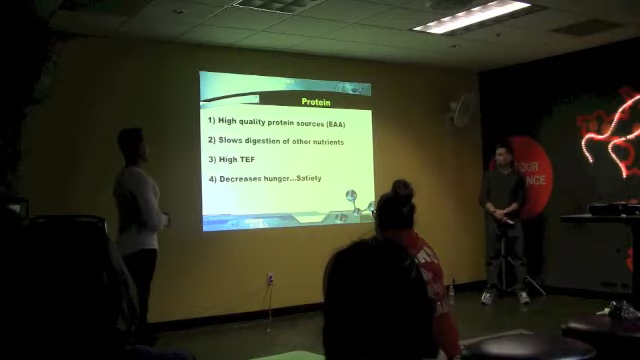 Protein
1) High quality protein sources (EAA)
2) Slows digestion of other nutrients
3) High TEF
4) Decreases hunger...Satiety
YOUR